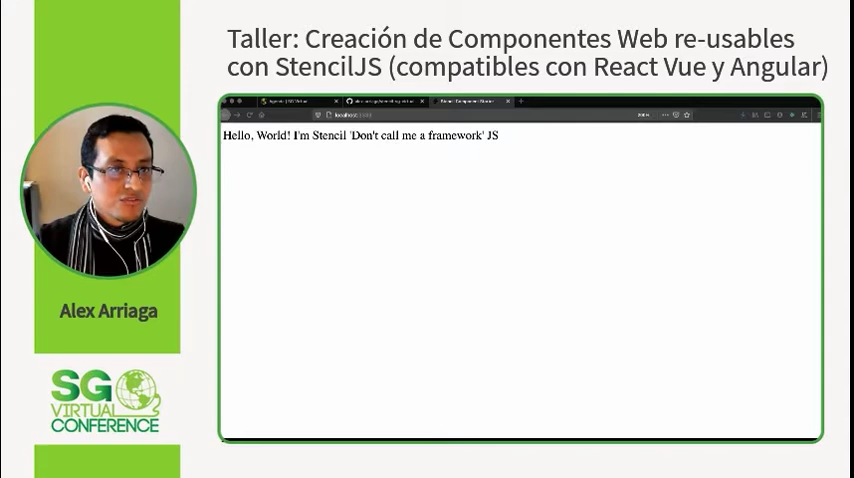 Taller: Creación de Componentes Web re-usables
con StencilJS (compatibles con React Vue y Angular)
Hello, World! I'm Stencil 'Don't call me a framework' JS
Alex Arriaga
SG
VIRTUAL
CONFERENCE